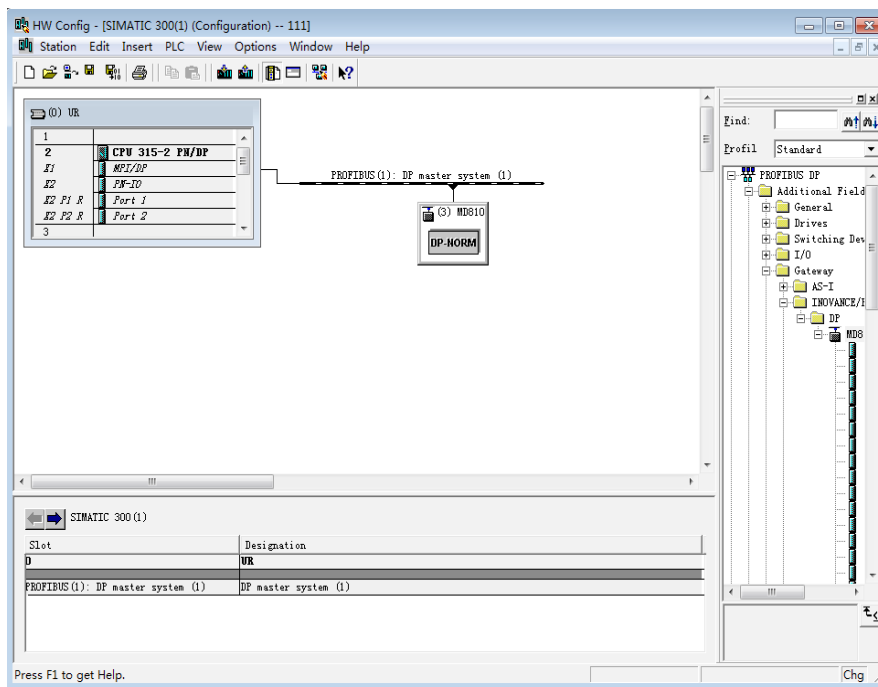 HW Config - [SIMATIC 300(1) (Configuration) -- 111]
Station Edit Insert PLC View Options Window Help
(0) UR
1
2 CPU 315-2 PN/DP
X1 MPI/DP
X2 PN-IO
X2 P1 R Port 1
X2 P2 R Port 2
3
PROFIBUS(1): DP master system (1)
(3) MD810
DP-NORM
Find:
Profil Standard
PROFIBUS DP
Additional Field
General
Drives
Switching Dev
I/O
Gateway
AS-I
INOVANCE/
DP
MD8
SIMATIC 300(1)
Slot Designation
0 UR
PROFIBUS(1): DP master system (1) DP master system (1)
Press F1 to get Help.
Chg